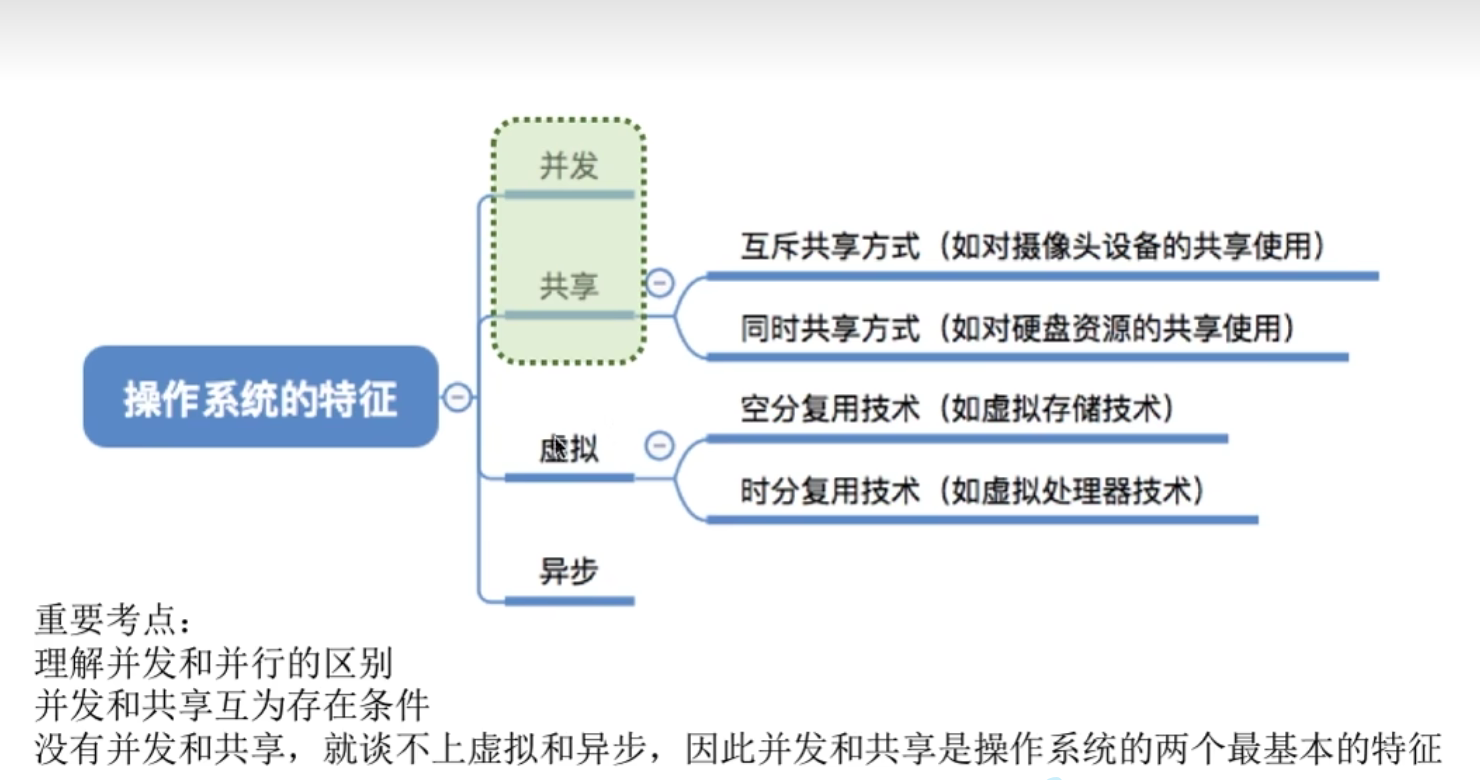 并发
共享
互斥共享方式（如对摄像头设备的共享使用）
同时共享方式（如对硬盘资源的共享使用）
操作系统的特征
虚拟
空分复用技术（如虚拟存储技术）
时分复用技术（如虚拟处理器技术）
异步
重要考点：
理解并发和并行的区别
并发和共享互为存在条件
没有并发和共享，就谈不上虚拟和异步，因此并发和共享是操作系统的两个最基本的特征